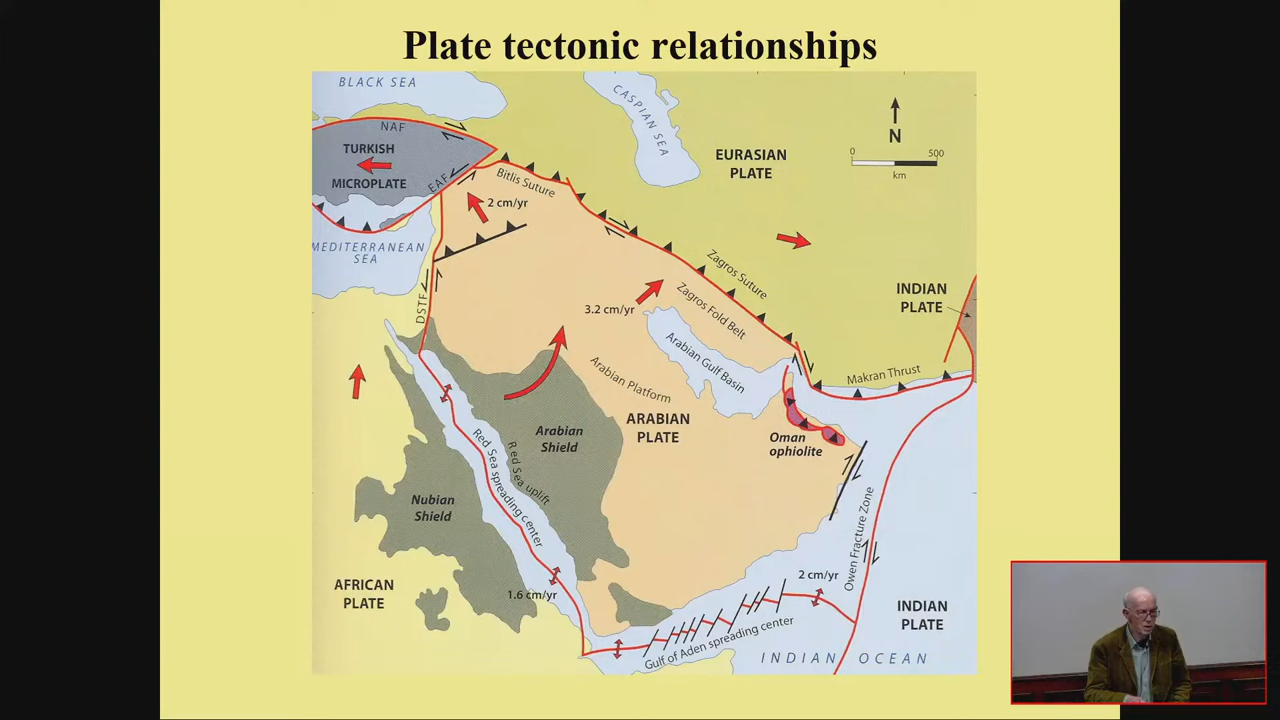 Plate tectonic relationships
BLACK SEA
CASPIAN SEA
NAF
TURKISH
MICROPLATE
EAF
Bitlis Suture
2 cm/yr
EURASIAN
PLATE
N
0 500
km
MEDITERRANEAN
SEA
DSTF
3.2 cm/yr
Zagros Suture
Zagros Fold Belt
Arabian Gulf Basin
INDIAN
PLATE
Makran Thrust
Arabian Platform
ARABIAN
PLATE
Arabian
Shield
Oman
ophiolite
Red Sea spreading center
Red Sea uplift
Nubian
Shield
Owen Fracture Zone
AFRICAN
PLATE
1.6 cm/yr
2 cm/yr
Gulf of Aden spreading center
INDIAN
PLATE
INDIAN OCEAN